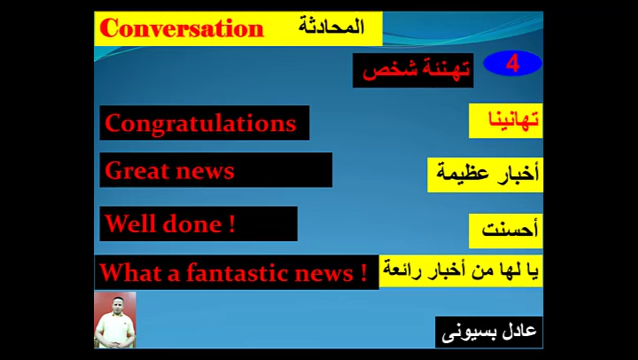 Conversation المحادثة
4 تهنئة شخص
Congratulations تهانينا
Great news أخبار عظيمة
Well done ! أحسنت
What a fantastic news ! يا لها من أخبار رائعة
عادل بسيونى